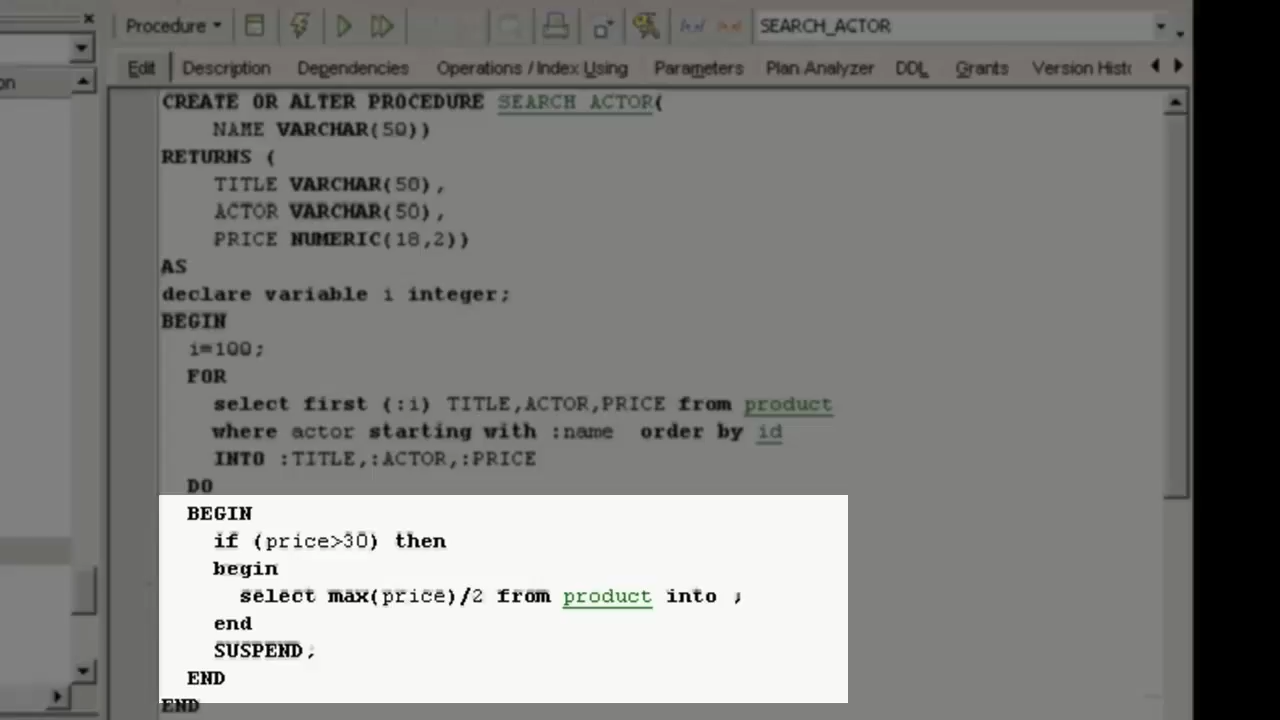 on
Procedure
SEARCH_ACTOR
Edit Description Dependencies Operations / Index Using Parameters Plan Analyzer DDL Grants Version Histo
CREATE OR ALTER PROCEDURE SEARCH_ACTOR(
NAME VARCHAR(50))
RETURNS (
TITLE VARCHAR(50),
ACTOR VARCHAR(50),
PRICE NUMERIC(18,2))
AS
declare variable i integer;
BEGIN
i=100;
FOR
select first (:i) TITLE,ACTOR,PRICE from product
where actor starting with :name order by id
INTO :TITLE,:ACTOR,:PRICE
DO
BEGIN
if (price>30) then
begin
select max(price)/2 from product into ;
end
SUSPEND;
END
END